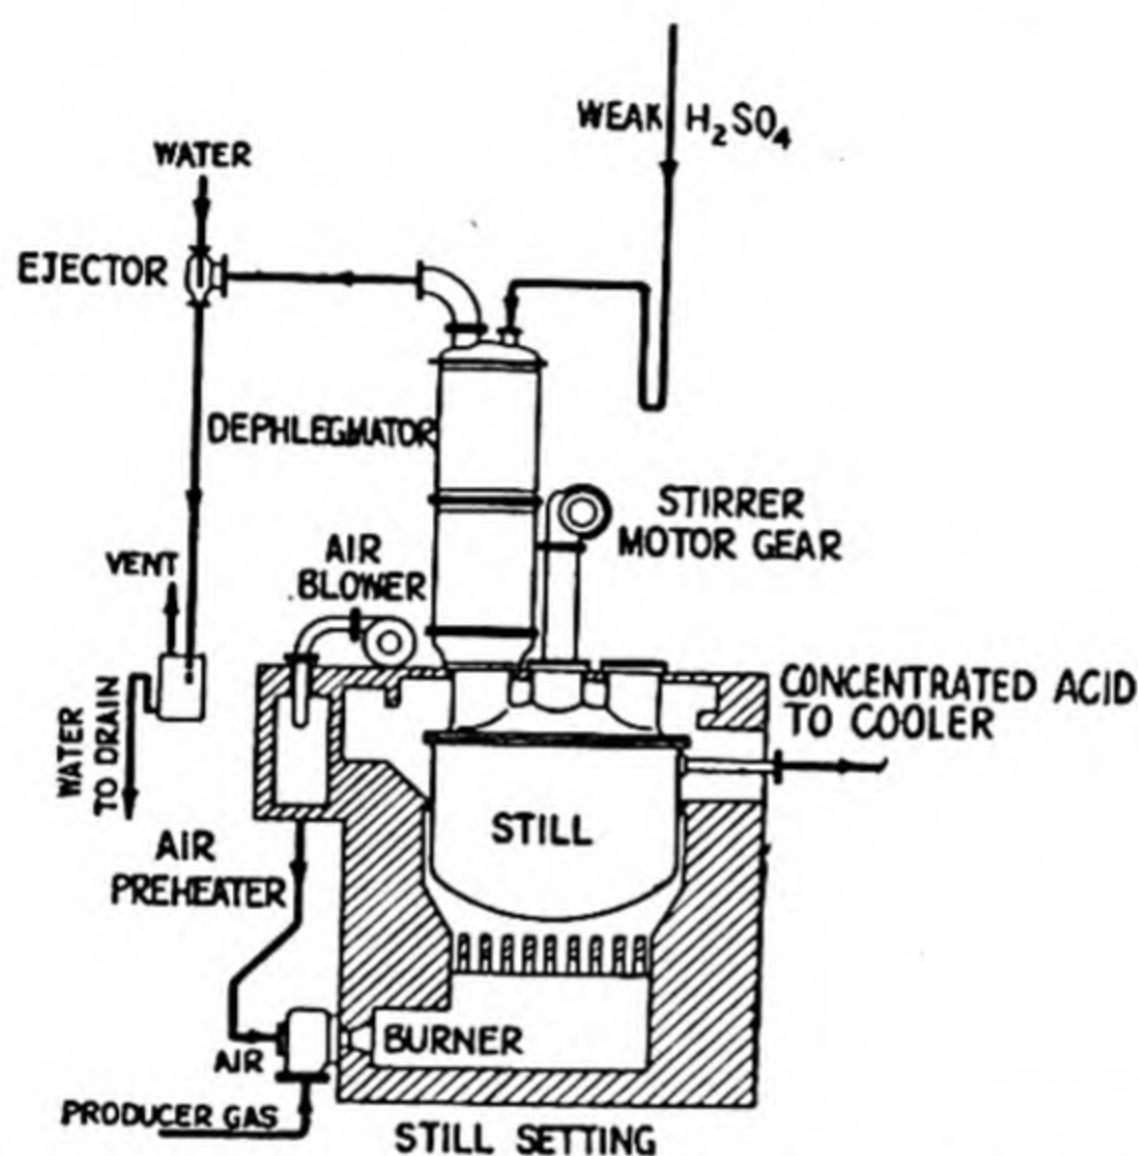 WEAK H₂SO₄
WATER
EJECTOR
DEPHLEGMATOR
STIRRER
MOTOR GEAR
AIR
BLOWER
VENT
WATER
TO DRAIN
CONCENTRATED ACID
TO COOLER
STILL
AIR
PREHEATER
BURNER
AIR
PRODUCER GAS
STILL SETTING